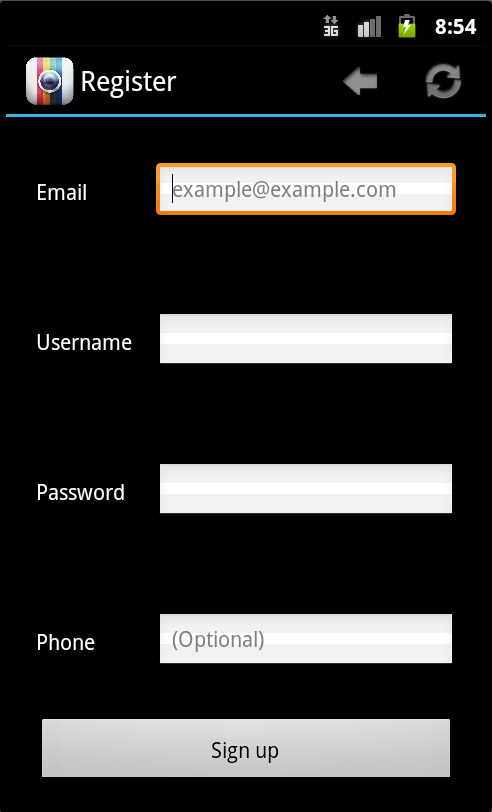 3G 8:54
Register
Email example@example.com
Username
Password
Phone (Optional)
Sign up